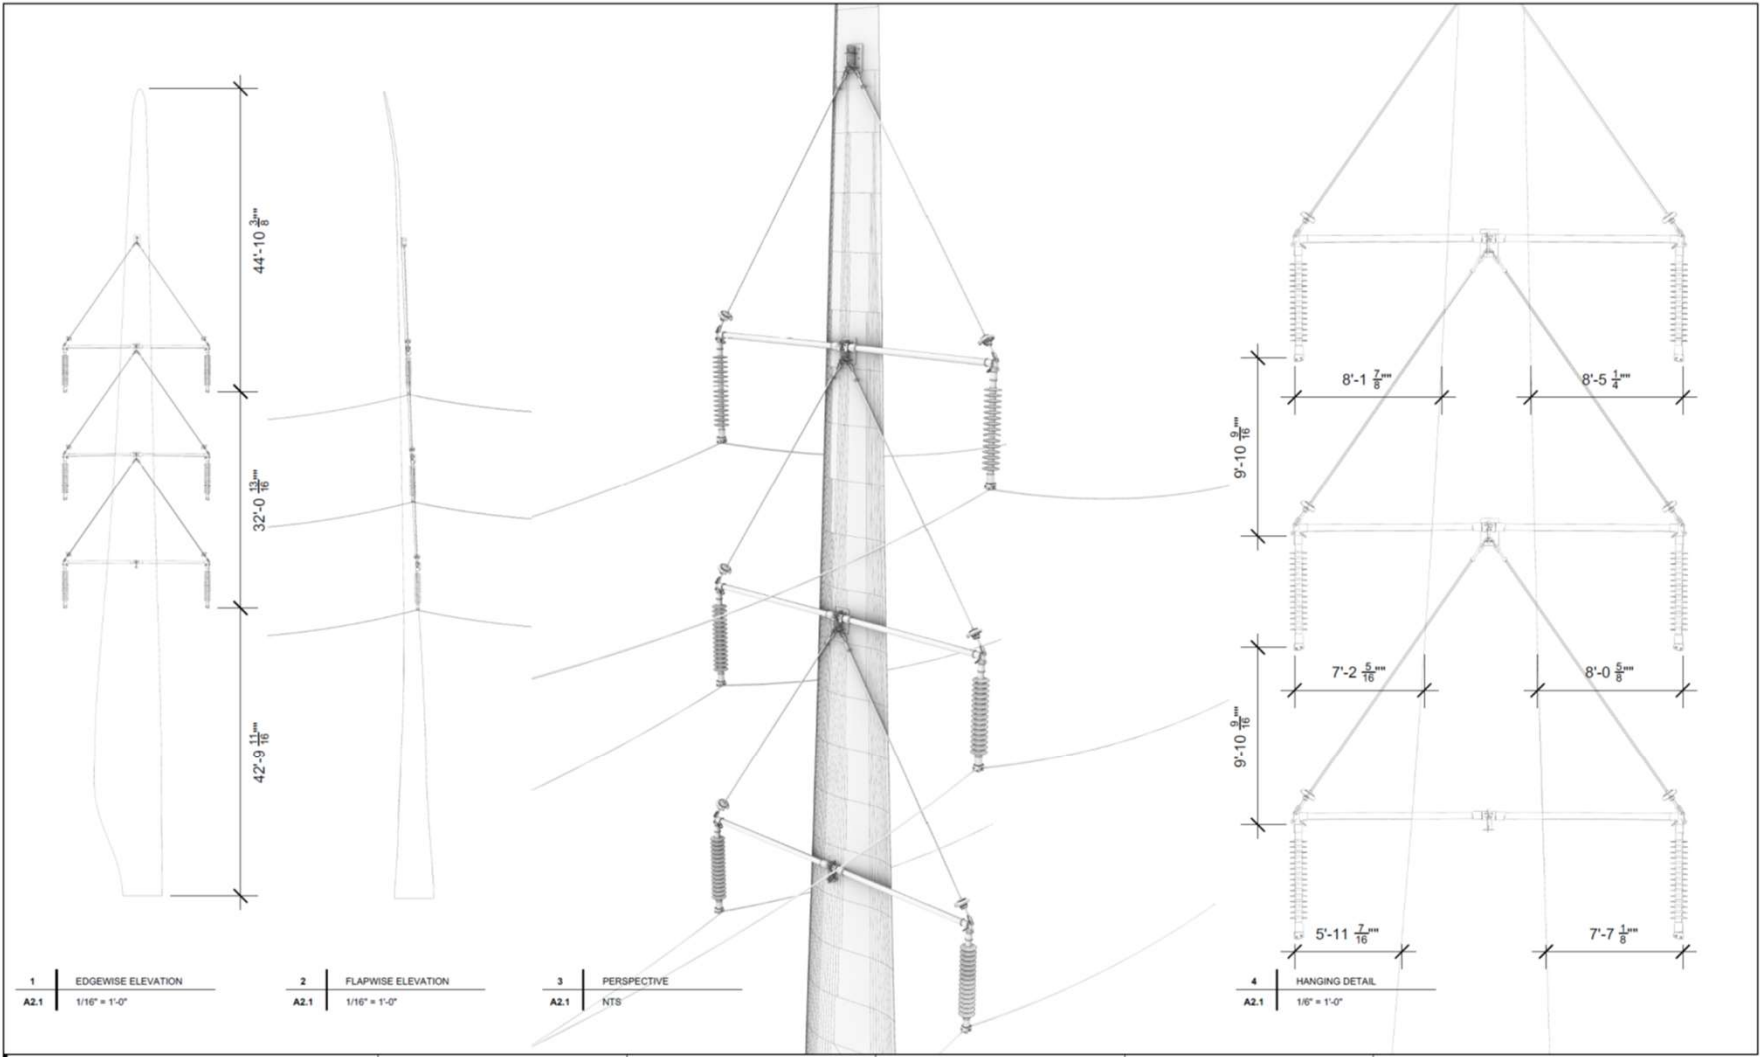 44'-10 3/8""
32'-0 13/16""
42'-9 11/16""
1 EDGEWISE ELEVATION
A2.1 1/16" = 1'-0"
2 FLAPWISE ELEVATION
A2.1 1/16" = 1'-0"
3 PERSPECTIVE
A2.1 NTS
8'-1 7/8"" 8'-5 1/4""
9'-10 9/16""
7'-2 5/16"" 8'-0 5/8""
9'-10 9/16""
5'-11 7/16"" 7'-7 1/8""
4 HANGING DETAIL
A2.1 1/6" = 1'-0"